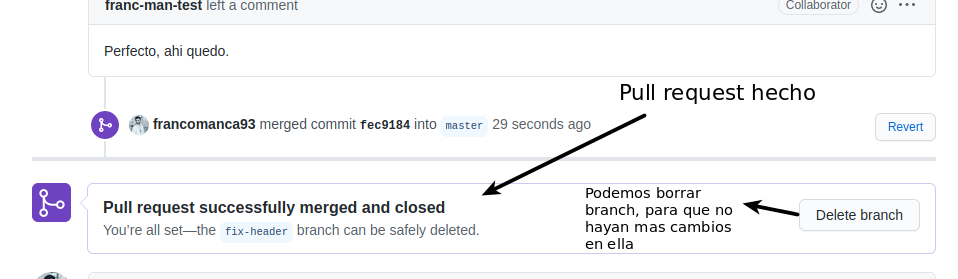 franc-man-test left a comment
Collaborator
Perfecto, ahi quedo.
Pull request hecho
francomanca93 merged commit fec9184 into master 29 seconds ago
Revert
Pull request successfully merged and closed
You're all set—the fix-header branch can be safely deleted.
Podemos borrar
branch, para que no
hayan mas cambios
en ella
Delete branch